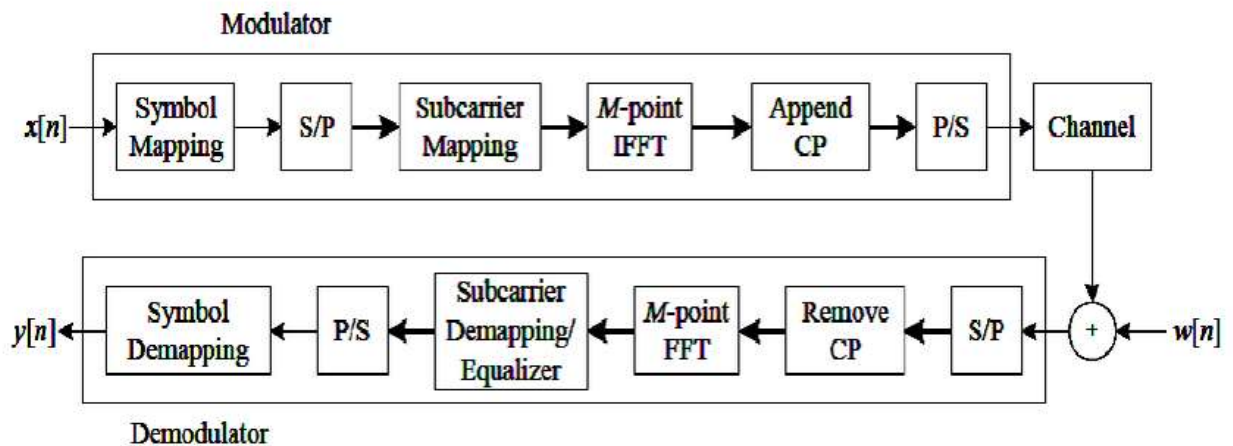 Modulator
x[n]
Symbol
Mapping
S/P
Subcarrier
Mapping
M-point
IFFT
Append
CP
P/S
Channel
y[n]
Symbol
Demapping
P/S
Subcarrier
Demapping/
Equalizer
M-point
FFT
Remove
CP
S/P
+
w[n]
Demodulator